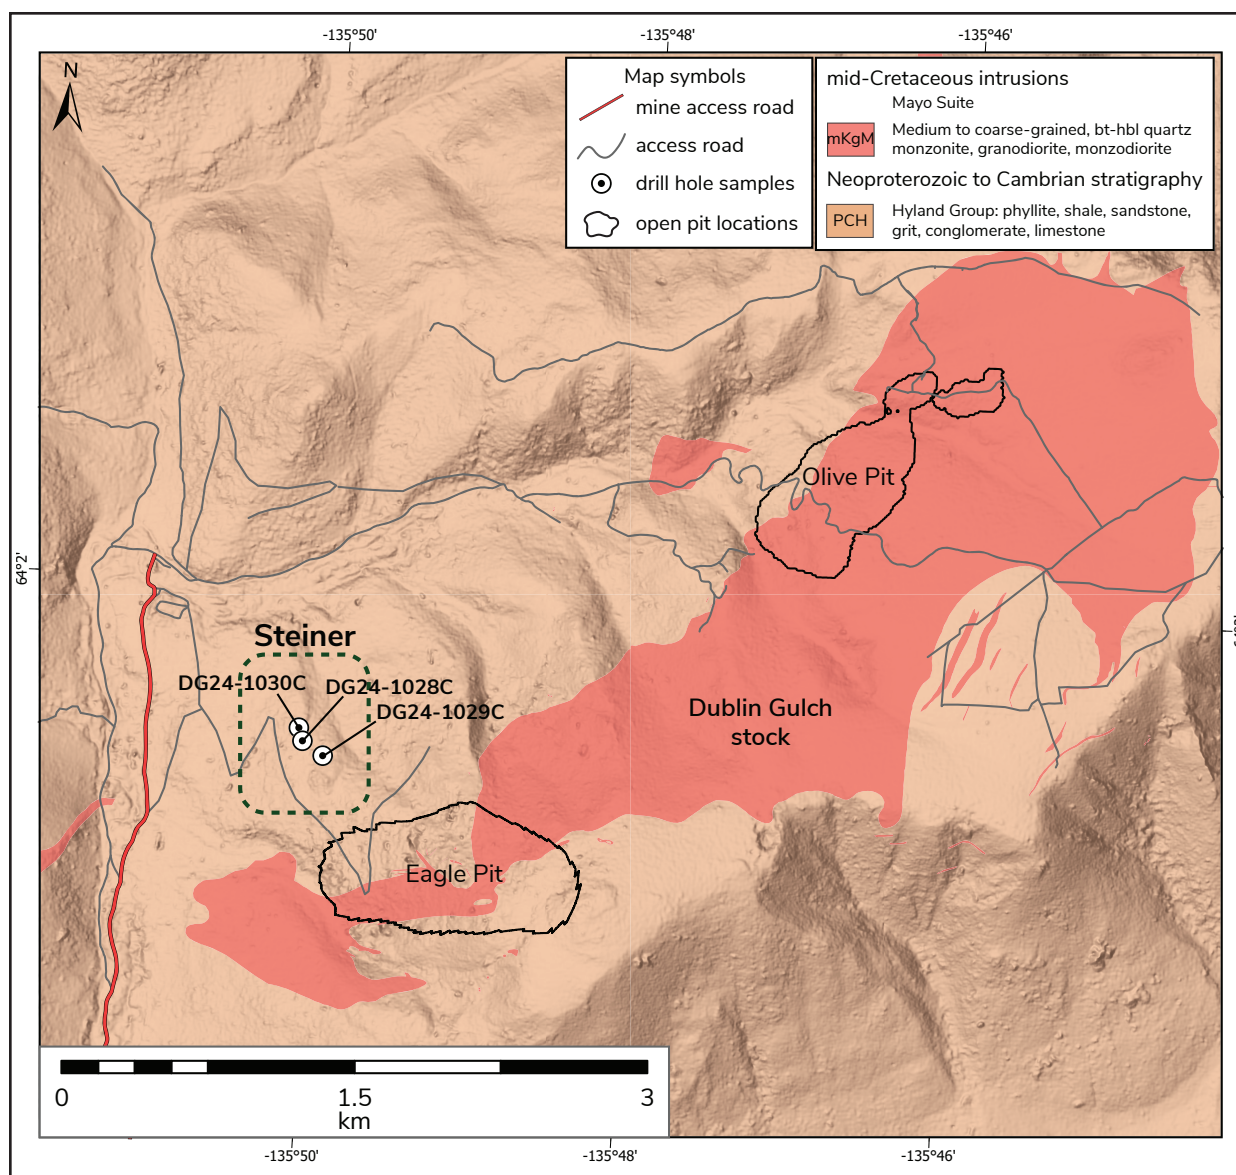 -135°50'
-135°48'
-135°46'
N
Map symbols
mine access road
access road
drill hole samples
open pit locations
mid-Cretaceous intrusions
Mayo Suite
mKgM
Medium to coarse-grained, bt-hbl quartz
monzonite, granodiorite, monzodiorite
Neoproterozoic to Cambrian stratigraphy
PCH
Hyland Group: phyllite, shale, sandstone,
grit, conglomerate, limestone
Olive Pit
64°2'
Steiner
DG24-1030C
DG24-1028C
DG24-1029C
Dublin Gulch
stock
Eagle Pit
0
1.5
3
km
-135°50'
-135°48'
-135°46'